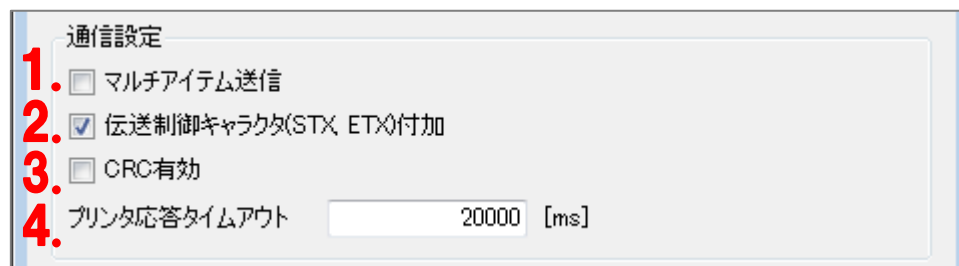 通信設定
1. マルチアイテム送信
2. 伝送制御キャラクタ(STX, ETX)付加
3. CRC有効
4. プリンタ応答タイムアウト 20000 [ms]